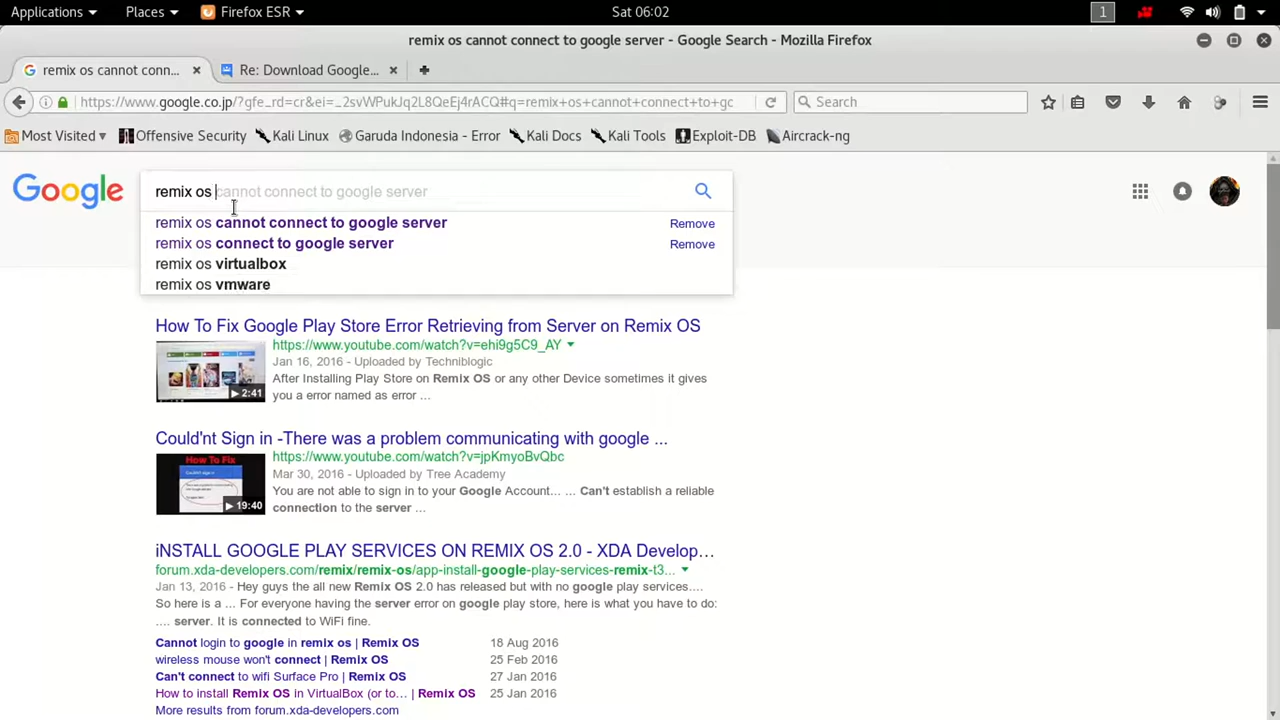 Applications Places Firefox ESR Sat 06:02 1
remix os cannot connect to google server - Google Search - Mozilla Firefox
remix os cannot conn... Re: Download Google...
https://www.google.co.jp/?gfe_rd=cr&ei=_2svWPukJq2L8QeEj4rACQ#q=remix+os+cannot+connect+to+gc Search
Most Visited Offensive Security Kali Linux Garuda Indonesia - Error Kali Docs Kali Tools Exploit-DB Aircrack-ng
Google remix os cannot connect to google server
remix os cannot connect to google server Remove
remix os connect to google server Remove
remix os virtualbox
remix os vmware
How To Fix Google Play Store Error Retrieving from Server on Remix OS
https://www.youtube.com/watch?v=ehi9g5C9_AY
Jan 16, 2016 - Uploaded by Techniblogic
After Installing Play Store on Remix OS or any other Device sometimes it gives
you a error named as error ...
2:41
Could'nt Sign in -There was a problem communicating with google ...
https://www.youtube.com/watch?v=jpKmyoBvQbc
Mar 30, 2016 - Uploaded by Tree Academy
How To Fix
You are not able to sign in to your Google Account... ... Can't establish a reliable
connection to the server ...
19:40
iNSTALL GOOGLE PLAY SERVICES ON REMIX OS 2.0 - XDA Develop...
forum.xda-developers.com/remix/remix-os/app-install-google-play-services-remix-t3...
Jan 13, 2016 - Hey guys the all new Remix OS 2.0 has released but with no google play services....
So here is a ... For everyone having the server error on google play store, here is what you have to do:
.... server. It is connected to WiFi fine.
Cannot login to google in remix os | Remix OS 18 Aug 2016
wireless mouse won't connect | Remix OS 25 Feb 2016
Can't connect to wifi Surface Pro | Remix OS 27 Jan 2016
How to install Remix OS in VirtualBox (or to... | Remix OS 25 Jan 2016
More results from forum.xda-developers.com